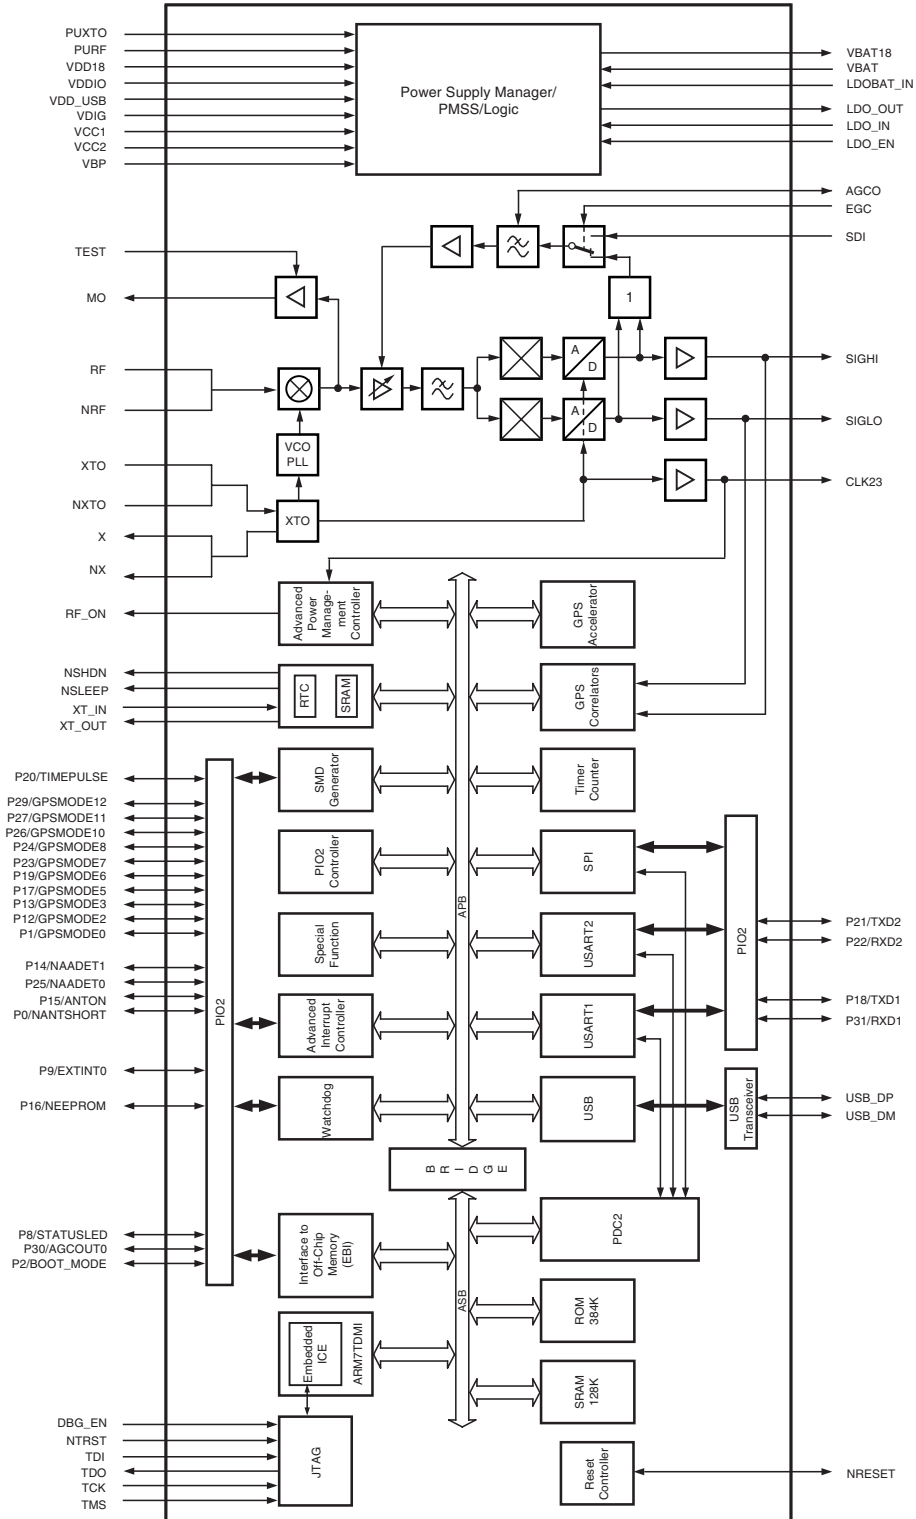 PUXTO
PURF
VDD18
VDDIO
VDD_USB
VDIG
VCC1
VCC2
VBP
Power Supply Manager/
PMSS/Logic
VBAT18
VBAT
LDOBAT_IN
LDO_OUT
LDO_IN
LDO_EN
AGCO
EGC
SDI
TEST
MO
1
RF
NRF
A
D
A
D
SIGHI
SIGLO
VCO
PLL
XTO
NXTO
XTO
X
NX
CLK23
RF_ON
Advanced
Power
Manage-
ment
Controller
GPS
Accelerator
NSHDN
NSLEEP
XT_IN
XT_OUT
RTC
SRAM
GPS
Correlators
P20/TIMEPULSE
P29/GPSMODE12
P27/GPSMODE11
P26/GPSMODE10
P24/GPSMODE8
P23/GPSMODE7
P19/GPSMODE6
P17/GPSMODE5
P13/GPSMODE3
P12/GPSMODE2
P1/GPSMODE0
P14/NAADET1
P25/NAADET0
P15/ANTON
P0/NANTSHORT
P9/EXTINT0
P16/NEEPROM
P8/STATUSLED
P30/AGCOUT0
P2/BOOT_MODE
PIO2
SMD
Generator
PIO2
Controller
Special
Function
Advanced
Interrupt
Controller
Watchdog
APB
Timer
Counter
SPI
USART2
USART1
USB
PIO2
P21/TXD2
P22/RXD2
P18/TXD1
P31/RXD1
USB
Transceiver
USB_DP
USB_DM
BRIDGE
Interface to
Off-Chip
Memory
(EBI)
PDC2
ASB
Embedded
ICE
ARM7TDMI
ROM
384K
SRAM
128K
DBG_EN
NTRST
TDI
TDO
TCK
TMS
JTAG
Reset
Controller
NRESET